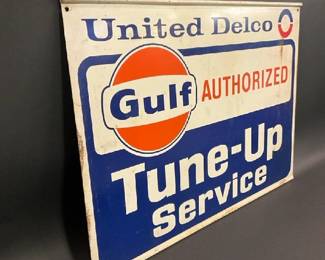 United Delco
Gulf AUTHORIZED
Tune-Up
Service